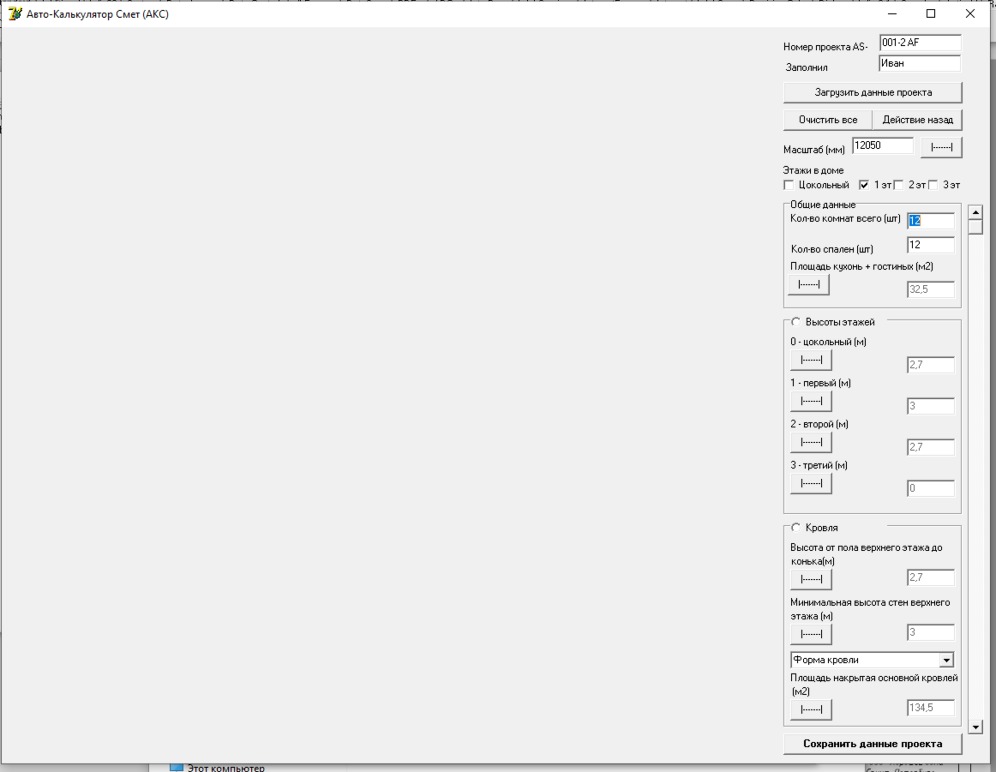 Авто-Калькулятор Смет (АКС)
Номер проекта AS- 001-2 AF
Заполнил Иван
Загрузить данные проекта
Очистить все Действие назад
Масштаб (мм) 12050 |------|
Этажи в доме
Цокольный 1 эт 2 эт 3 эт
Общие данные
Кол-во комнат всего (шт) 12
Кол-во спален (шт) 12
Площадь кухонь + гостиных (м2)
|------| 32,5
Высоты этажей
0 - цокольный (м)
|------| 2,7
1 - первый (м)
|------| 3
2 - второй (м)
|------| 2,7
3 - третий (м)
|------| 0
Кровля
Высота от пола верхнего этажа до
конька(м)
|------| 2,7
Минимальная высота стен верхнего
этажа (м)
|------| 3
Форма кровли
Площадь накрытая основной кровлей
(м2)
|------| 134,5
Сохранить данные проекта
Этот компьютер